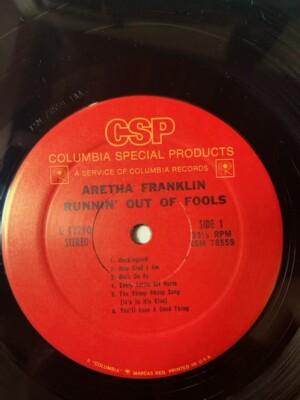 CSP
COLUMBIA SPECIAL PRODUCTS
A SERVICE OF COLUMBIA RECORDS
ARETHA FRANKLIN
RUNNIN' OUT OF FOOLS
STEREO
SIDE 1
33⅓ RPM
1. Mockingbird
2. How Glad I Am
3. Walk On By
4. Every Little Bit Hurts
5. The Shoop Shoop Song
(It's In His Kiss)
6. You'll Lose A Good Thing
"COLUMBIA" MARCAS REG. PRINTED IN U.S.A.